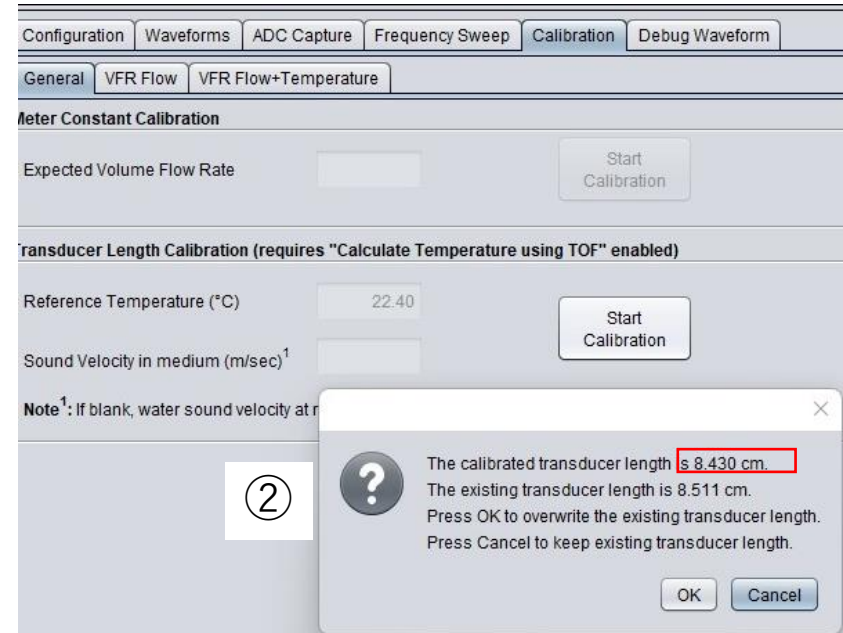 Configuration Waveforms ADC Capture Frequency Sweep Calibration Debug Waveform
General VFR Flow VFR Flow+Temperature
Meter Constant Calibration
Expected Volume Flow Rate
Start
Calibration
Transducer Length Calibration (requires "Calculate Temperature using TOF" enabled)
Reference Temperature (°C) 22.40
Start
Calibration
Sound Velocity in medium (m/sec)¹
Note¹: If blank, water sound velocity at r
②
The calibrated transducer length is 8.430 cm.
The existing transducer length is 8.511 cm.
Press OK to overwrite the existing transducer length.
Press Cancel to keep existing transducer length.
OK Cancel